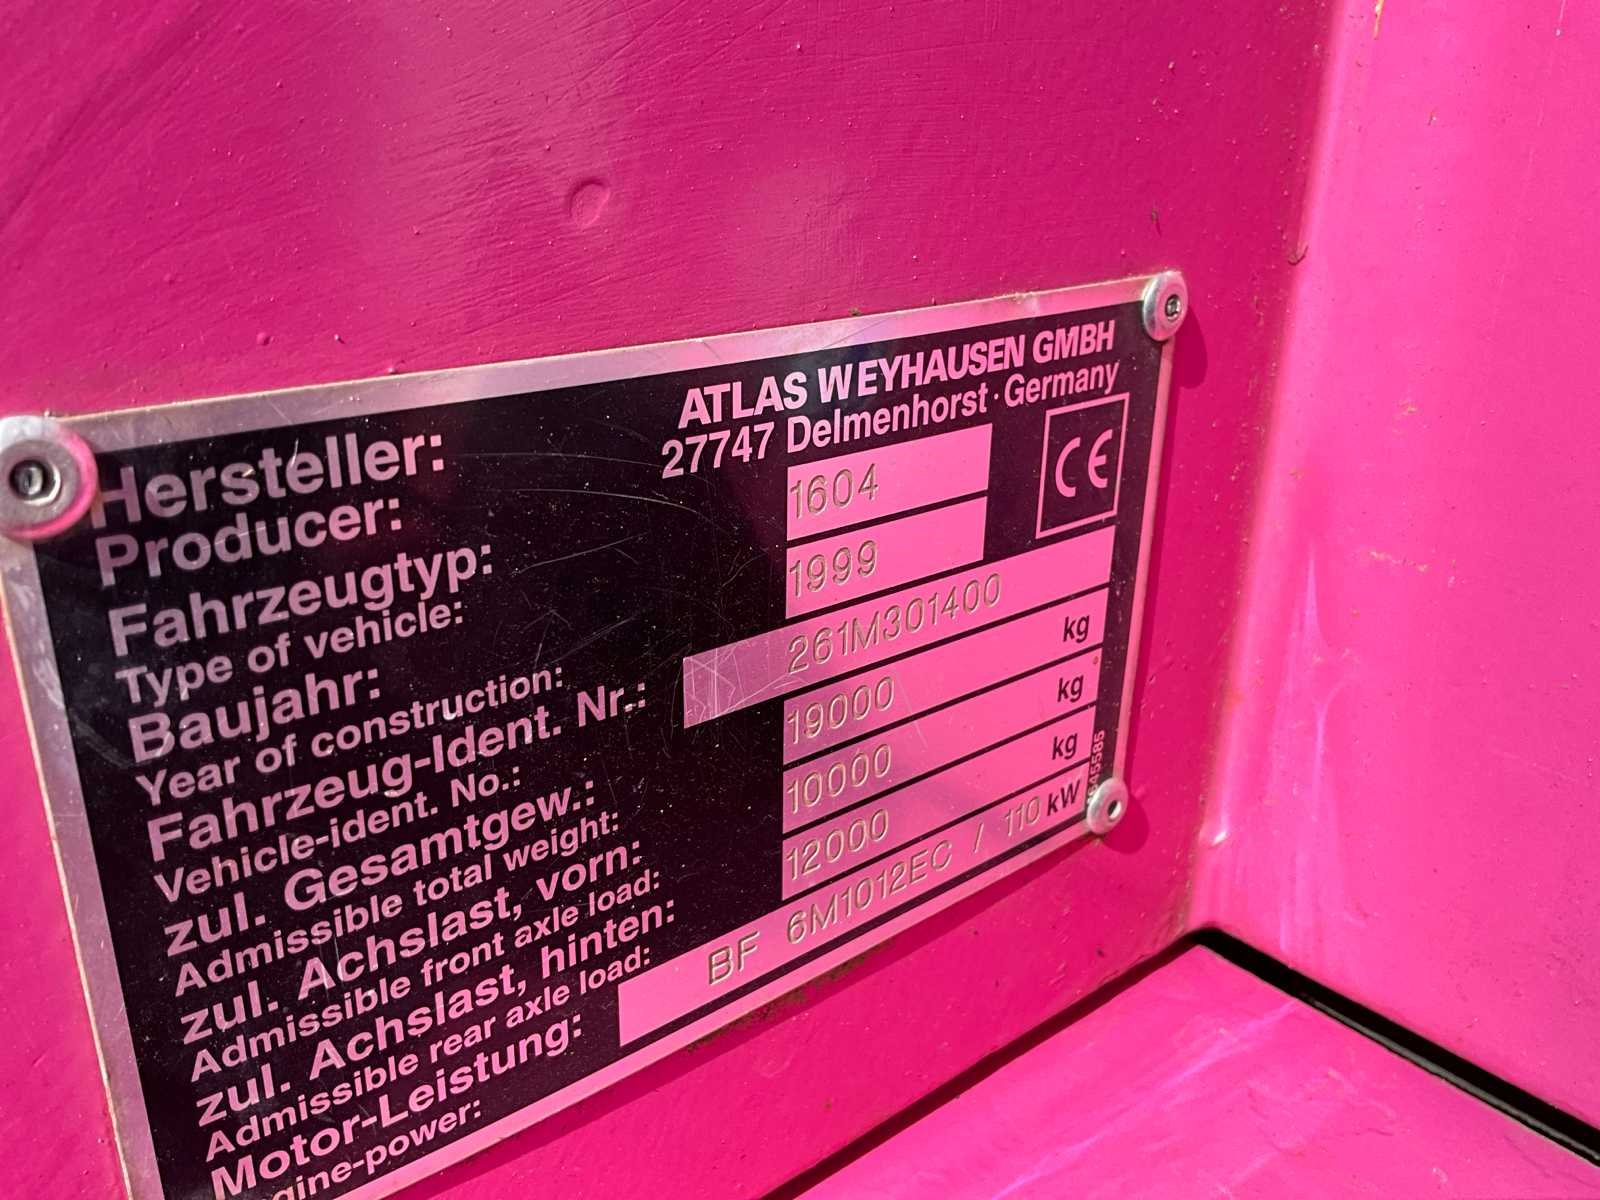 Hersteller: ATLAS WEYHAUSEN GMBH
Producer: 27747 Delmenhorst · Germany
Fahrzeugtyp: 1604
Type of vehicle:
CE
Baujahr: 1999
Year of construction:
Fahrzeug-Ident. Nr.: 261M301400
Vehicle-ident. No.:
zul. Gesamtgew.: 19000 kg
Admissible total weight:
zul. Achslast, vorn: 10000 kg
Admissible front axle load:
zul. Achslast, hinten: 12000 kg
Admissible rear axle load:
Motor-Leistung: BF 6M1012EC / 110 kW
gine-power: